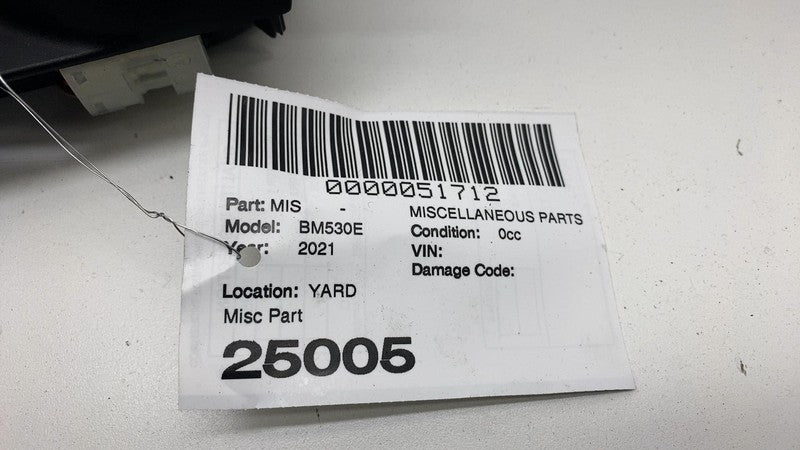 0000051712
Part: MIS - MISCELLANEOUS PARTS
Model: BM530E Condition: 0cc
Year: 2021 VIN:
Damage Code:
Location: YARD
Misc Part
25005